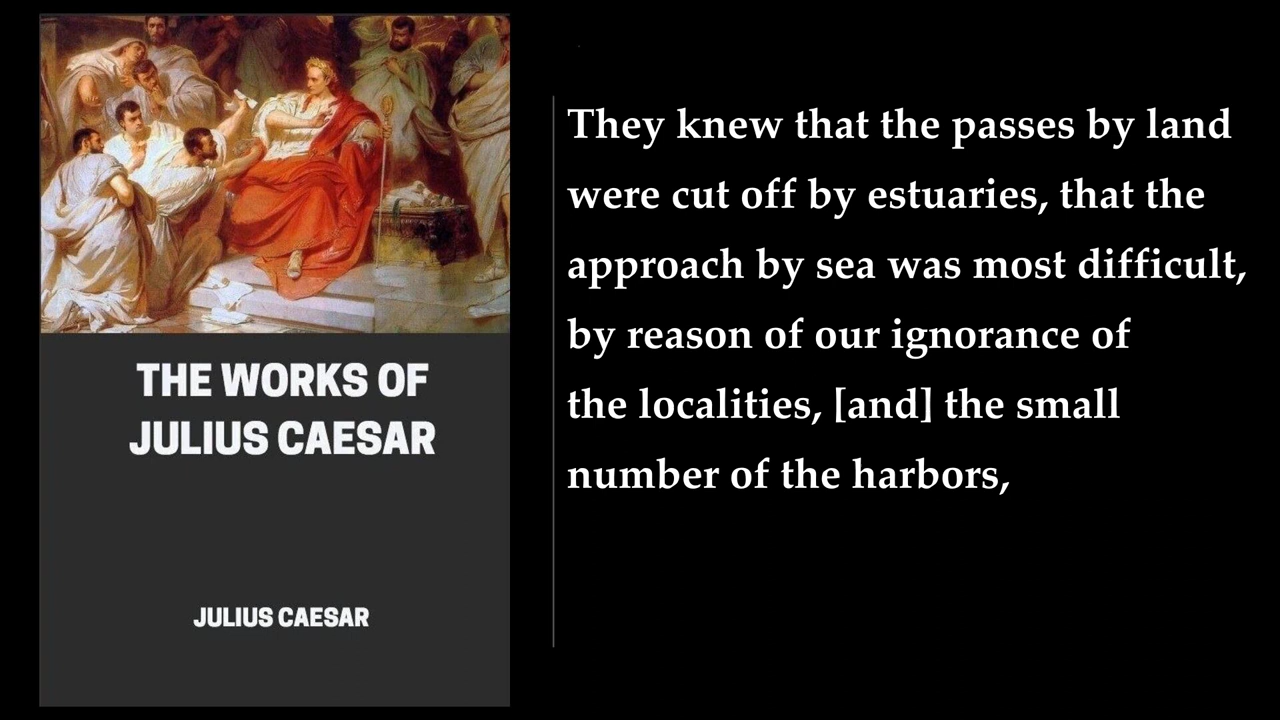 THE WORKS OF
JULIUS CAESAR
JULIUS CAESAR
They knew that the passes by land
were cut off by estuaries, that the
approach by sea was most difficult,
by reason of our ignorance of
the localities, [and] the small
number of the harbors,